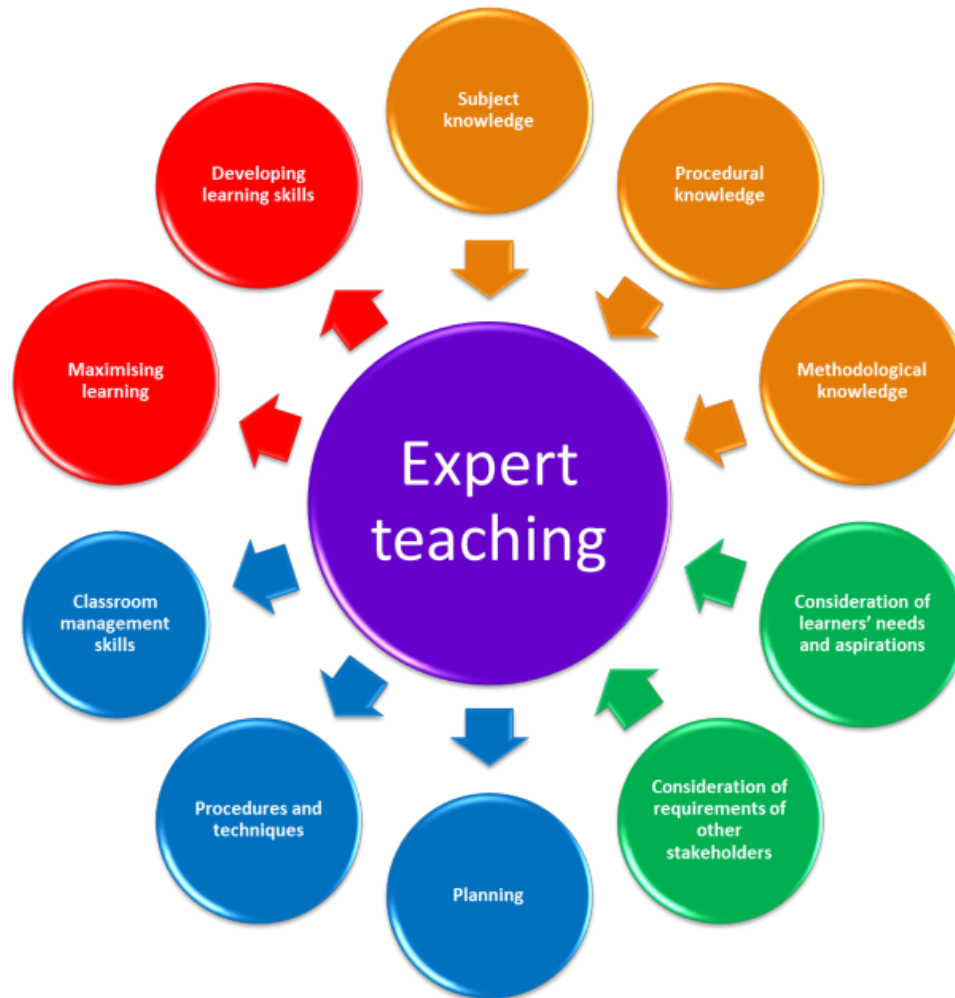 Subject
knowledge
Procedural
knowledge
Methodological
knowledge
Consideration of
learners’ needs
and aspirations
Consideration of
requirements of
other
stakeholders
Planning
Procedures and
techniques
Classroom
management
skills
Maximising
learning
Developing
learning skills
Expert
teaching